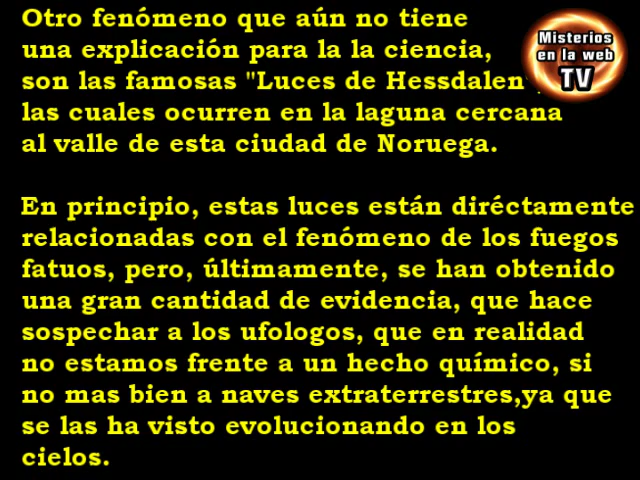 Otro fenómeno que aún no tiene
una explicación para la la ciencia,
son las famosas "Luces de Hessdalen",
las cuales ocurren en la laguna cercana
al valle de esta ciudad de Noruega.
En principio, estas luces están diréctamente
relacionadas con el fenómeno de los fuegos
fatuos, pero, últimamente, se han obtenido
una gran cantidad de evidencia, que hace
sospechar a los ufologos, que en realidad
no estamos frente a un hecho químico, si
no mas bien a naves extraterrestres,ya que
se las ha visto evolucionando en los
cielos.
Misterios
en la web
TV